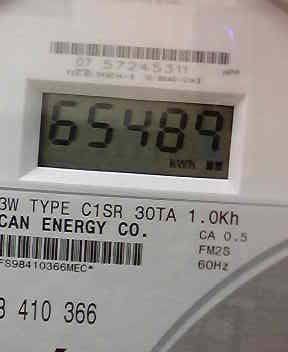 07 57245311
65489
kWh
3W TYPE C1SR 30TA 1.0Kh
CAN ENERGY CO.
CA 0.5
FM2S
60Hz
FS98410366MEC*
8 410 366